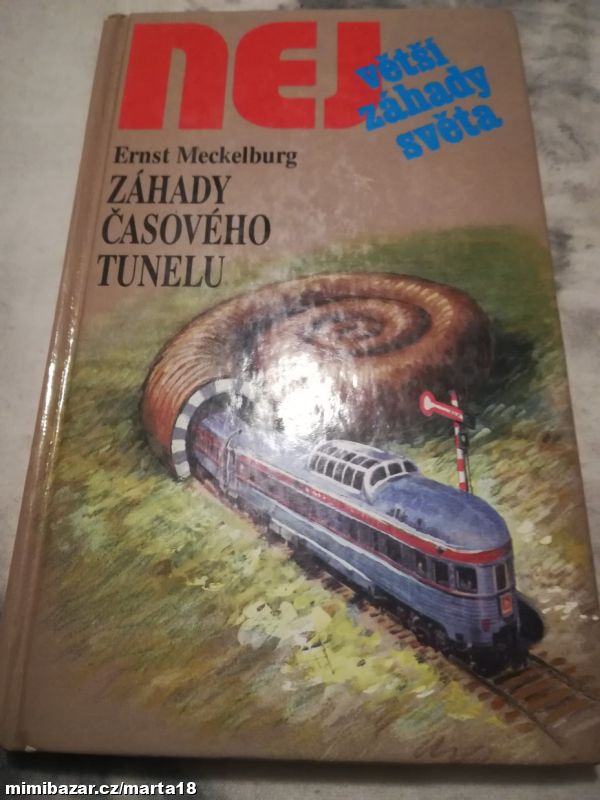 NEJ
větší
záhady
světa
Ernst Meckelburg
ZÁHADY
ČASOVÉHO
TUNELU
mimibazar.cz/marta18